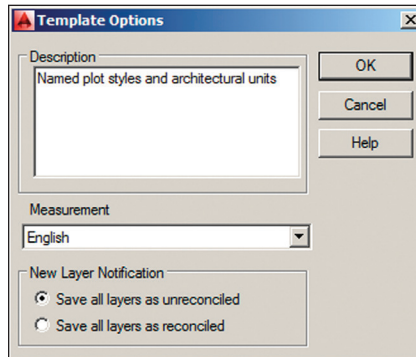 Template Options
Description
Named plot styles and architectural units
OK
Cancel
Help
Measurement
English
New Layer Notification
Save all layers as unreconciled
Save all layers as reconciled